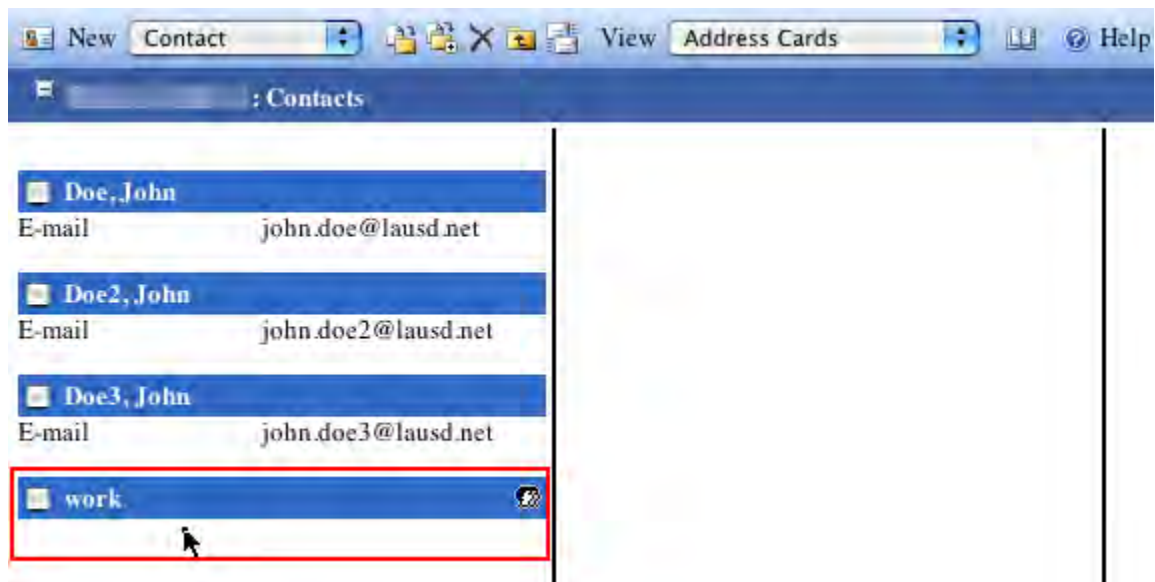 New Contact View Address Cards Help
: Contacts
Doe, John
E-mail john.doe@lausd.net
Doe2, John
E-mail john.doe2@lausd.net
Doe3, John
E-mail john.doe3@lausd.net
work